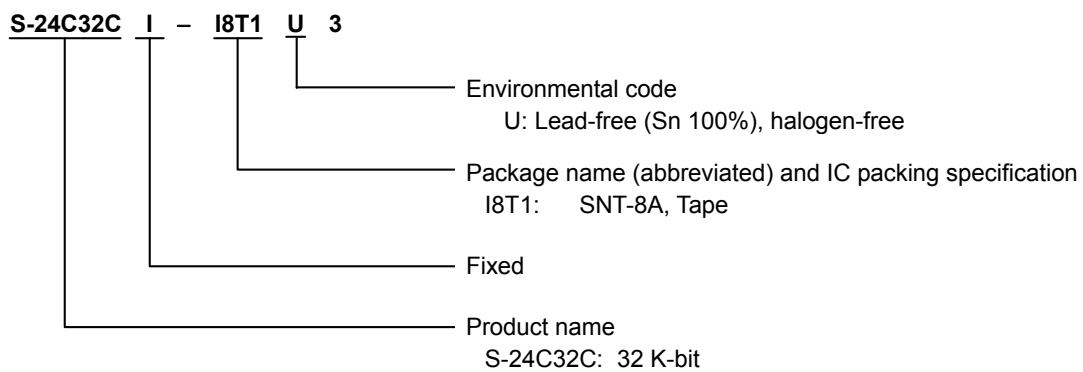 S-24C32C I – I8T1 U 3
Environmental code
U: Lead-free (Sn 100%), halogen-free
Package name (abbreviated) and IC packing specification
I8T1: SNT-8A, Tape
Fixed
Product name
S-24C32C: 32 K-bit